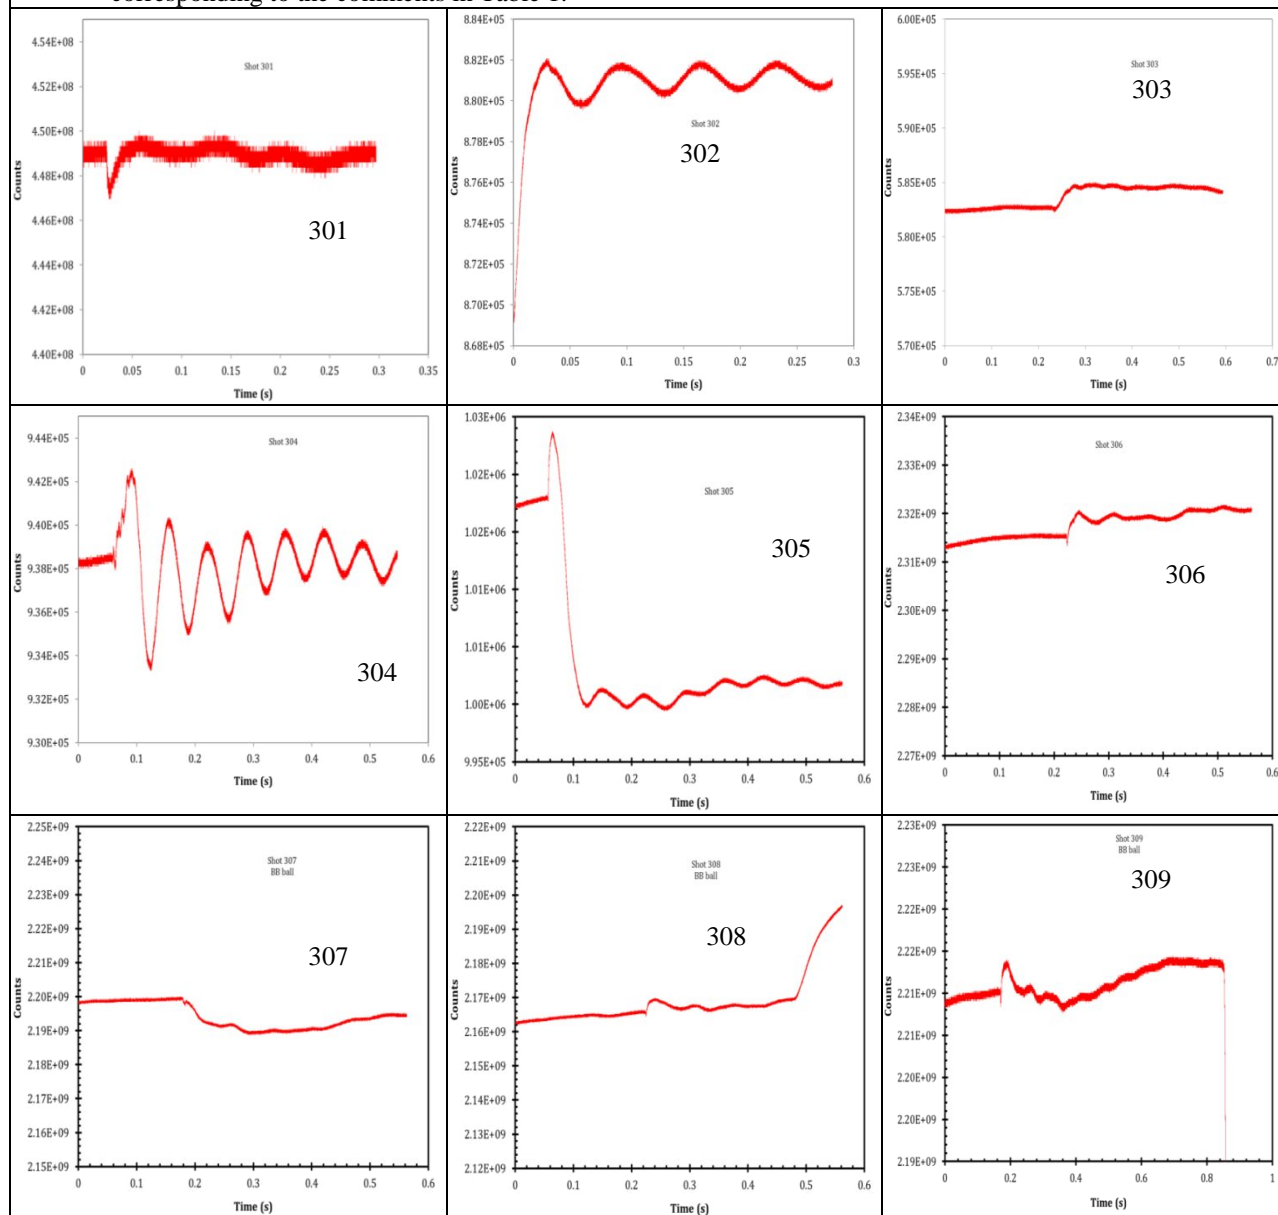 corresponding to the comments in Table 1.
4.54E+08
4.52E+08
4.50E+08
4.48E+08
4.46E+08
4.44E+08
4.42E+08
4.40E+08
Counts
Shot 301
301
0 0.05 0.1 0.15 0.2 0.25 0.3 0.35
Time (s)
8.84E+05
8.82E+05
8.80E+05
8.78E+05
8.76E+05
8.74E+05
8.72E+05
8.70E+05
8.68E+05
Counts
Shot 302
302
0 0.05 0.1 0.15 0.2 0.25 0.3
Time (s)
6.00E+05
5.95E+05
5.90E+05
5.85E+05
5.80E+05
5.75E+05
5.70E+05
Counts
Shot 303
303
0 0.1 0.2 0.3 0.4 0.5 0.6 0.7
Time (s)
9.44E+05
9.42E+05
9.40E+05
9.38E+05
9.36E+05
9.34E+05
9.32E+05
9.30E+05
Counts
Shot 304
304
0 0.1 0.2 0.3 0.4 0.5 0.6
Time (s)
1.03E+06
1.02E+06
1.02E+06
1.01E+06
1.01E+06
1.00E+06
9.95E+05
Counts
Shot 305
305
0 0.1 0.2 0.3 0.4 0.5 0.6
Time (s)
2.34E+09
2.33E+09
2.32E+09
2.31E+09
2.30E+09
2.29E+09
2.28E+09
2.27E+09
Counts
Shot 306
306
0 0.1 0.2 0.3 0.4 0.5 0.6
Time (s)
2.25E+09
2.24E+09
2.23E+09
2.22E+09
2.21E+09
2.20E+09
2.19E+09
2.18E+09
2.17E+09
2.16E+09
2.15E+09
Counts
Shot 307
BB ball
307
0 0.1 0.2 0.3 0.4 0.5 0.6
Time (s)
2.22E+09
2.21E+09
2.20E+09
2.19E+09
2.18E+09
2.17E+09
2.16E+09
2.15E+09
2.14E+09
2.13E+09
2.12E+09
Counts
Shot 308
BB ball
308
0 0.1 0.2 0.3 0.4 0.5 0.6
Time (s)
2.23E+09
2.23E+09
2.22E+09
2.22E+09
2.21E+09
2.21E+09
2.20E+09
2.20E+09
2.19E+09
Counts
Shot 309
BB ball
309
0 0.2 0.4 0.6 0.8 1
Time (s)